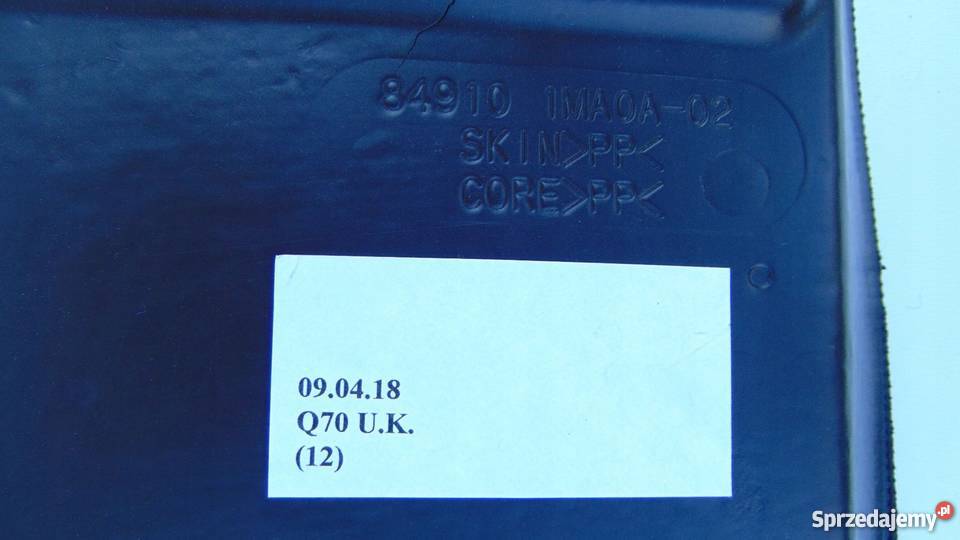 84910 1MA0A-02
SKIN>PP<
CORE>PP<
09.04.18
Q70 U.K.
(12)
Sprzedajemy.pl